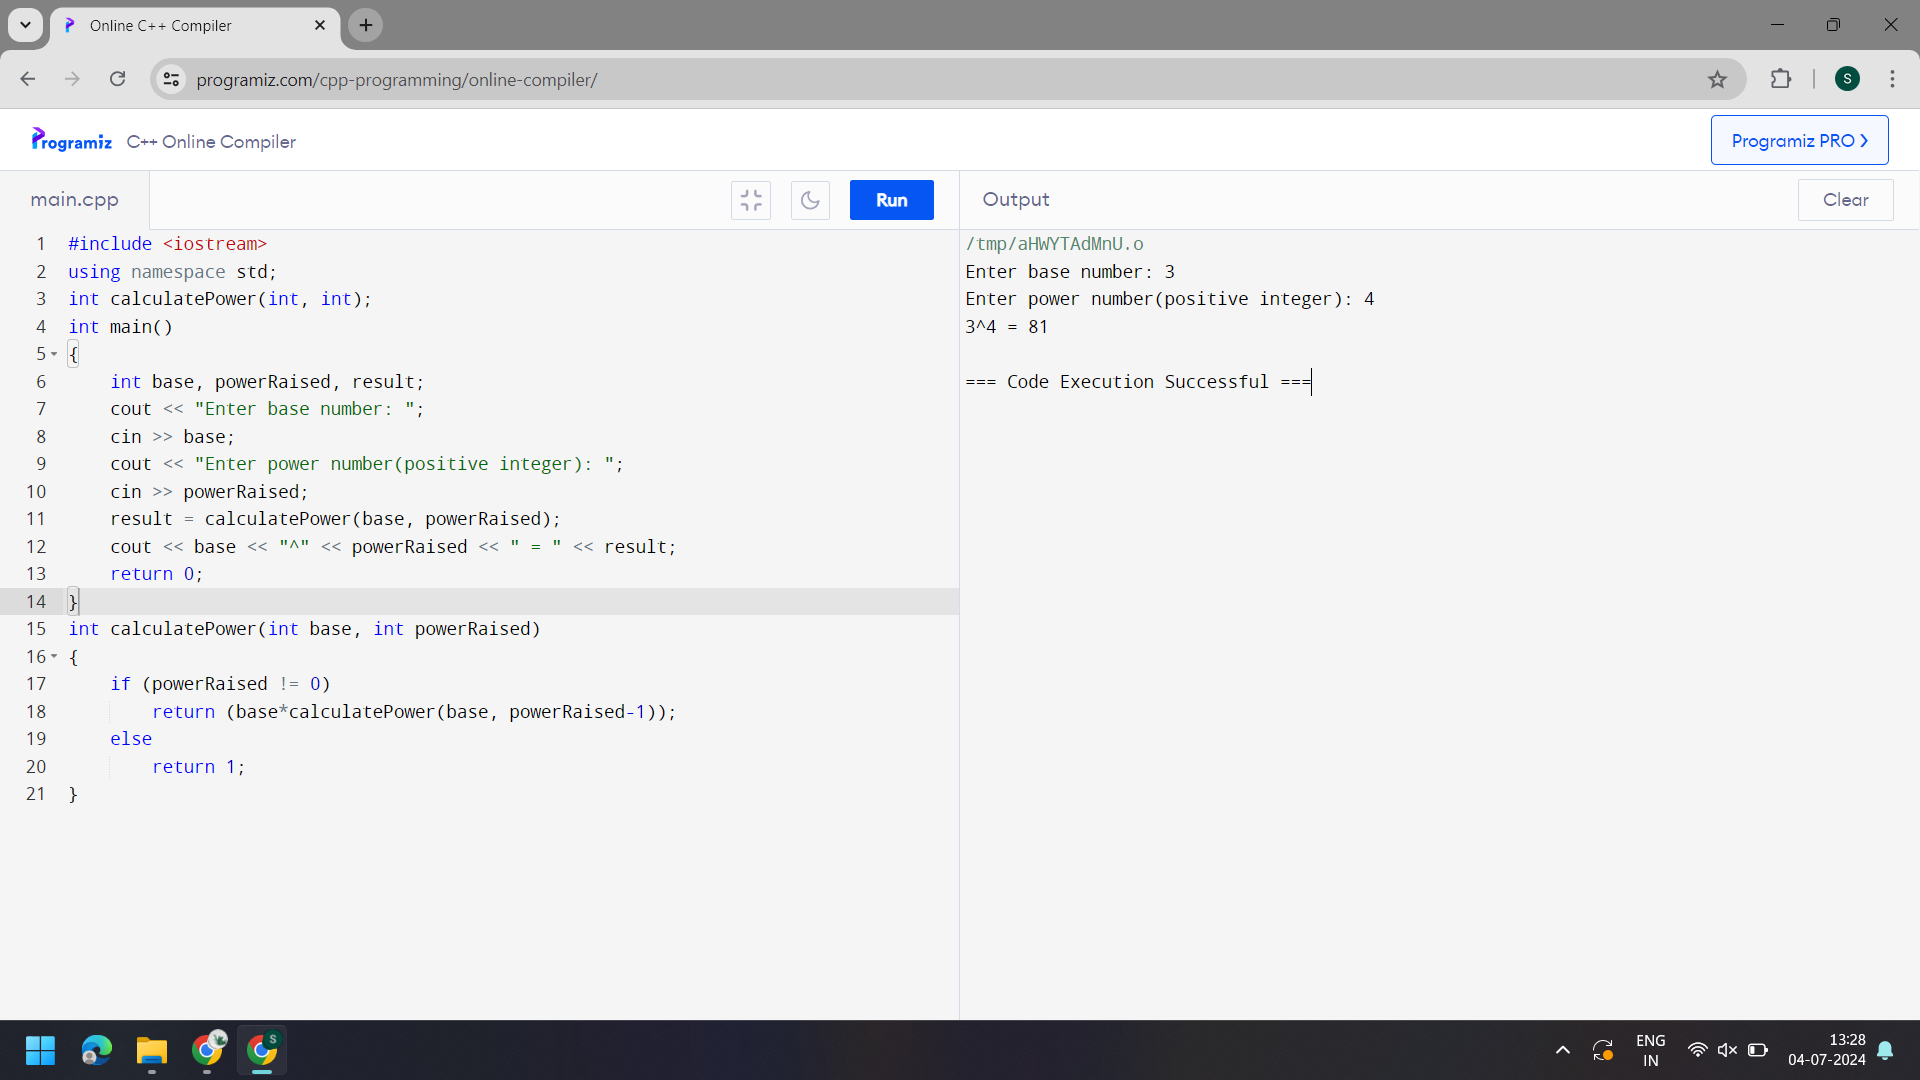 Online C++ Compiler
programiz.com/cpp-programming/online-compiler/
S
Programiz C++ Online Compiler
Programiz PRO
main.cpp
Run
Output
Clear
1 #include <iostream>
2 using namespace std;
3 int calculatePower(int, int);
4 int main()
5 {
6 int base, powerRaised, result;
7 cout << "Enter base number: ";
8 cin >> base;
9 cout << "Enter power number(positive integer): ";
10 cin >> powerRaised;
11 result = calculatePower(base, powerRaised);
12 cout << base << "^" << powerRaised << " = " << result;
13 return 0;
14 }
15 int calculatePower(int base, int powerRaised)
16 {
17 if (powerRaised != 0)
18 return (base*calculatePower(base, powerRaised-1));
19 else
20 return 1;
21 }
/tmp/aHWYTAdMnU.o
Enter base number: 3
Enter power number(positive integer): 4
3^4 = 81
=== Code Execution Successful ===
S
ENG
IN
13:28
04-07-2024